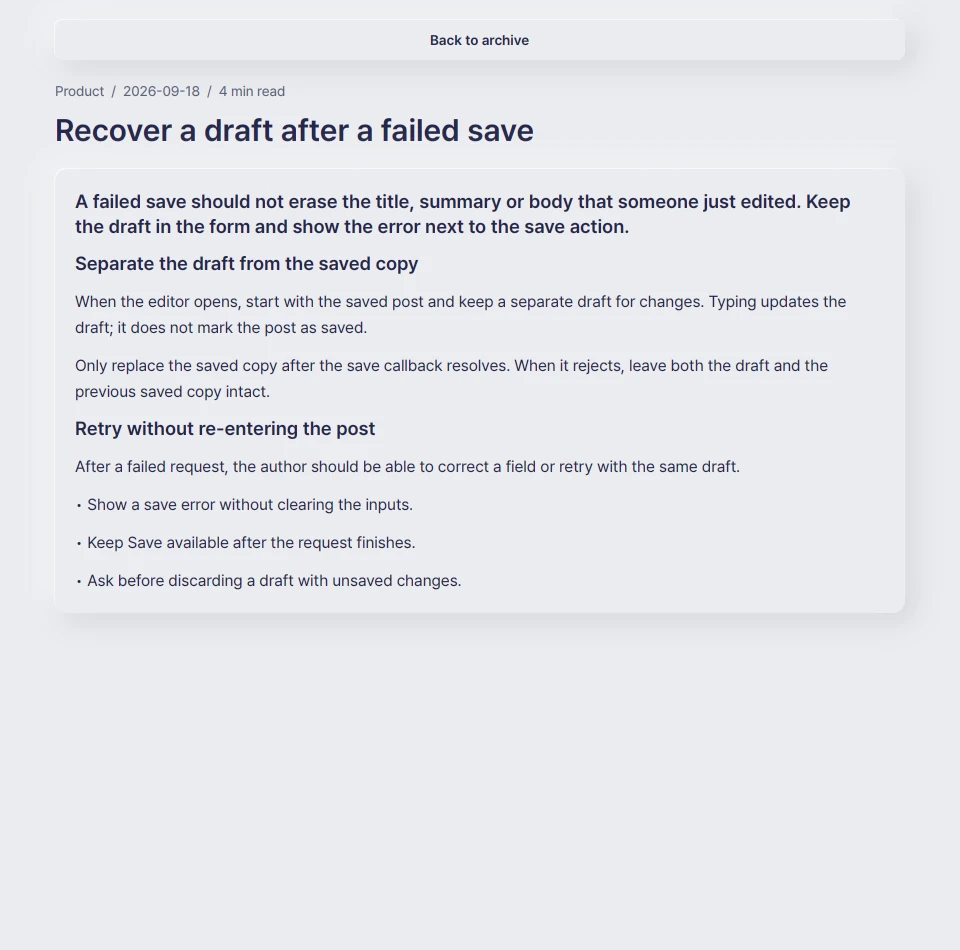 Back to archive
Product / 2026-09-18 / 4 min read
Recover a draft after a failed save
A failed save should not erase the title, summary or body that someone just edited. Keep
the draft in the form and show the error next to the save action.
Separate the draft from the saved copy
When the editor opens, start with the saved post and keep a separate draft for changes. Typing updates the
draft; it does not mark the post as saved.
Only replace the saved copy after the save callback resolves. When it rejects, leave both the draft and the
previous saved copy intact.
Retry without re-entering the post
After a failed request, the author should be able to correct a field or retry with the same draft.
• Show a save error without clearing the inputs.
• Keep Save available after the request finishes.
• Ask before discarding a draft with unsaved changes.